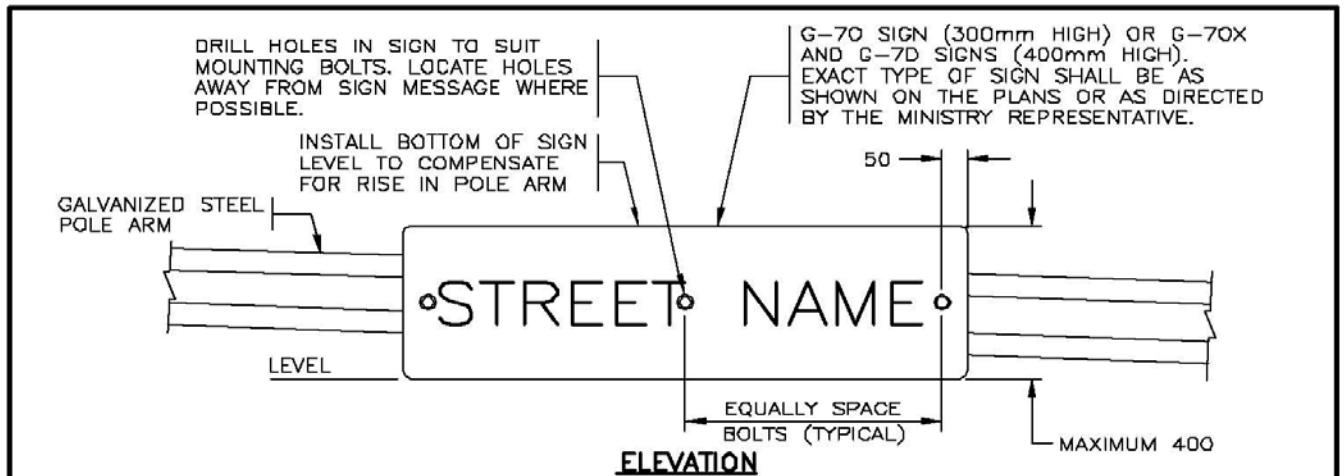 DRILL HOLES IN SIGN TO SUIT
MOUNTING BOLTS. LOCATE HOLES
AWAY FROM SIGN MESSAGE WHERE
POSSIBLE.
G-7O SIGN (300mm HIGH) OR G-7OX
AND G-7D SIGNS (400mm HIGH).
EXACT TYPE OF SIGN SHALL BE AS
SHOWN ON THE PLANS OR AS DIRECTED
BY THE MINISTRY REPRESENTATIVE.
INSTALL BOTTOM OF SIGN
LEVEL TO COMPENSATE
FOR RISE IN POLE ARM
50
GALVANIZED STEEL
POLE ARM
STREET NAME
LEVEL
EQUALLY SPACE
BOLTS (TYPICAL)
MAXIMUM 400
ELEVATION